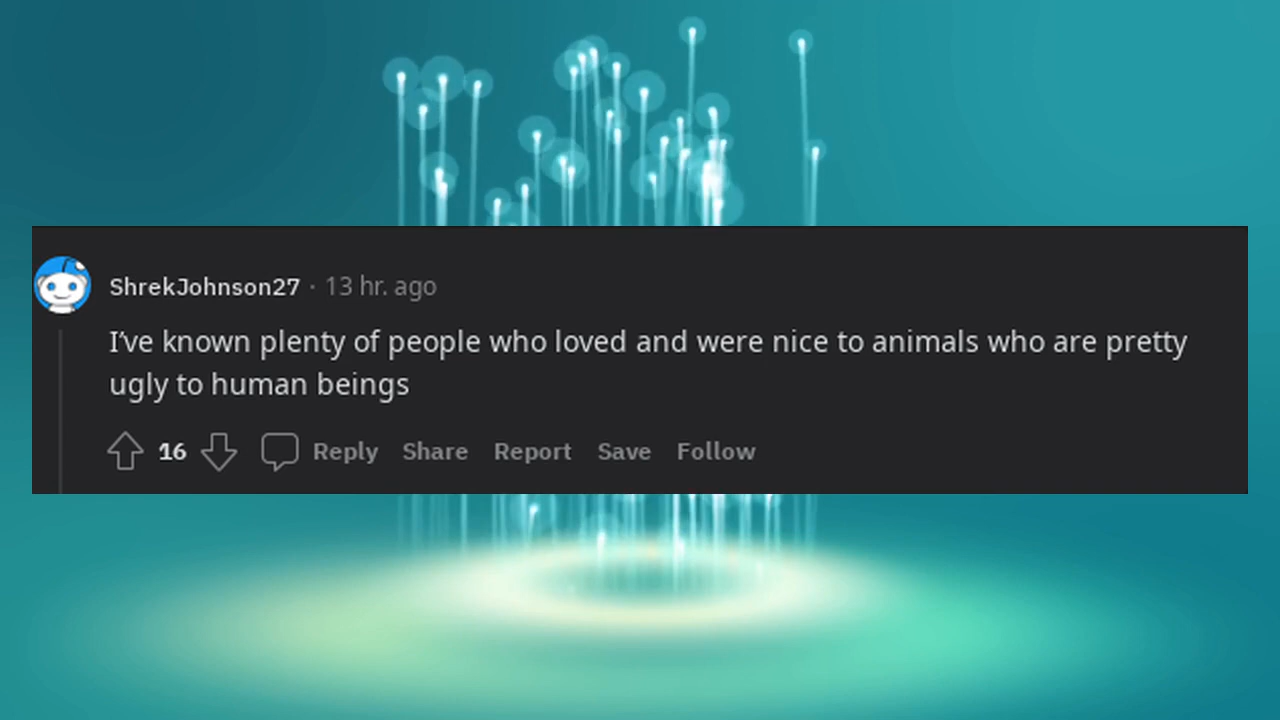 ShrekJohnson27 · 13 hr. ago
I’ve known plenty of people who loved and were nice to animals who are pretty
ugly to human beings
16 Reply Share Report Save Follow